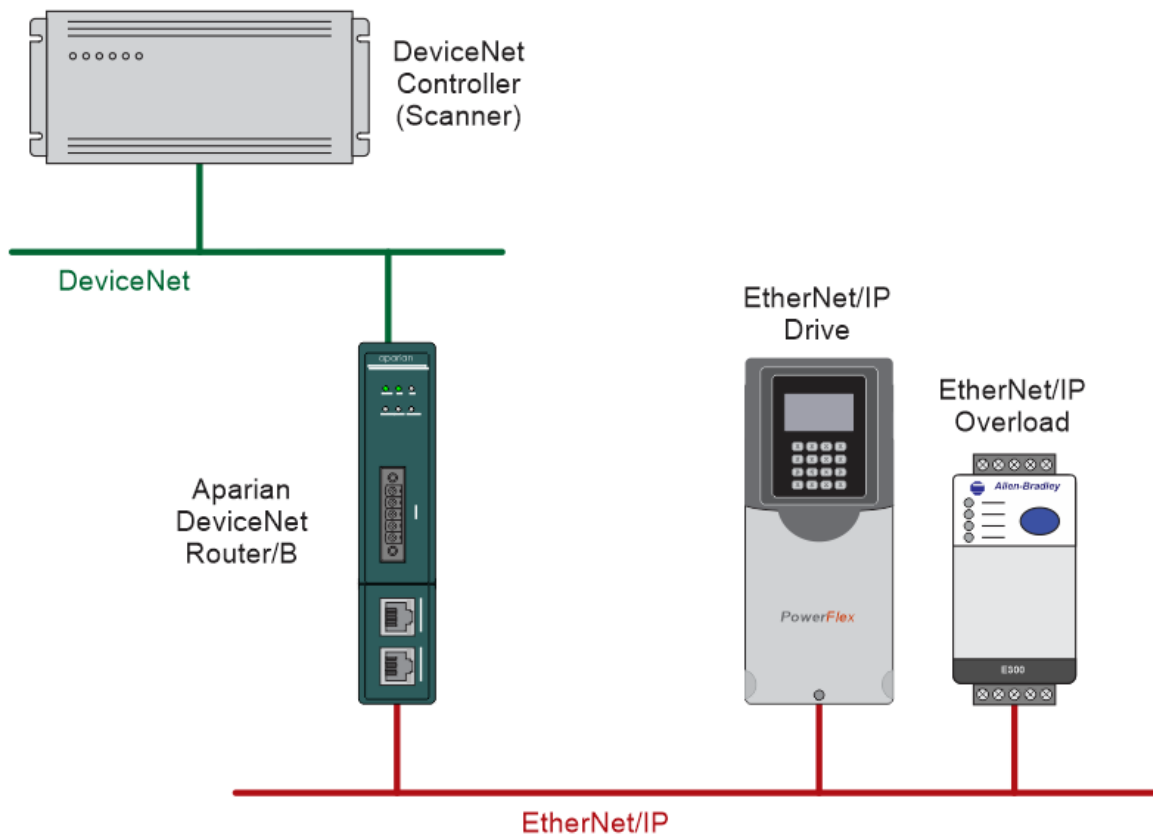 DeviceNet
Controller
(Scanner)
DeviceNet
aparian
Aparian
DeviceNet
Router/B
EtherNet/IP
Drive
PowerFlex
EtherNet/IP
Overload
Allen-Bradley
E300
EtherNet/IP